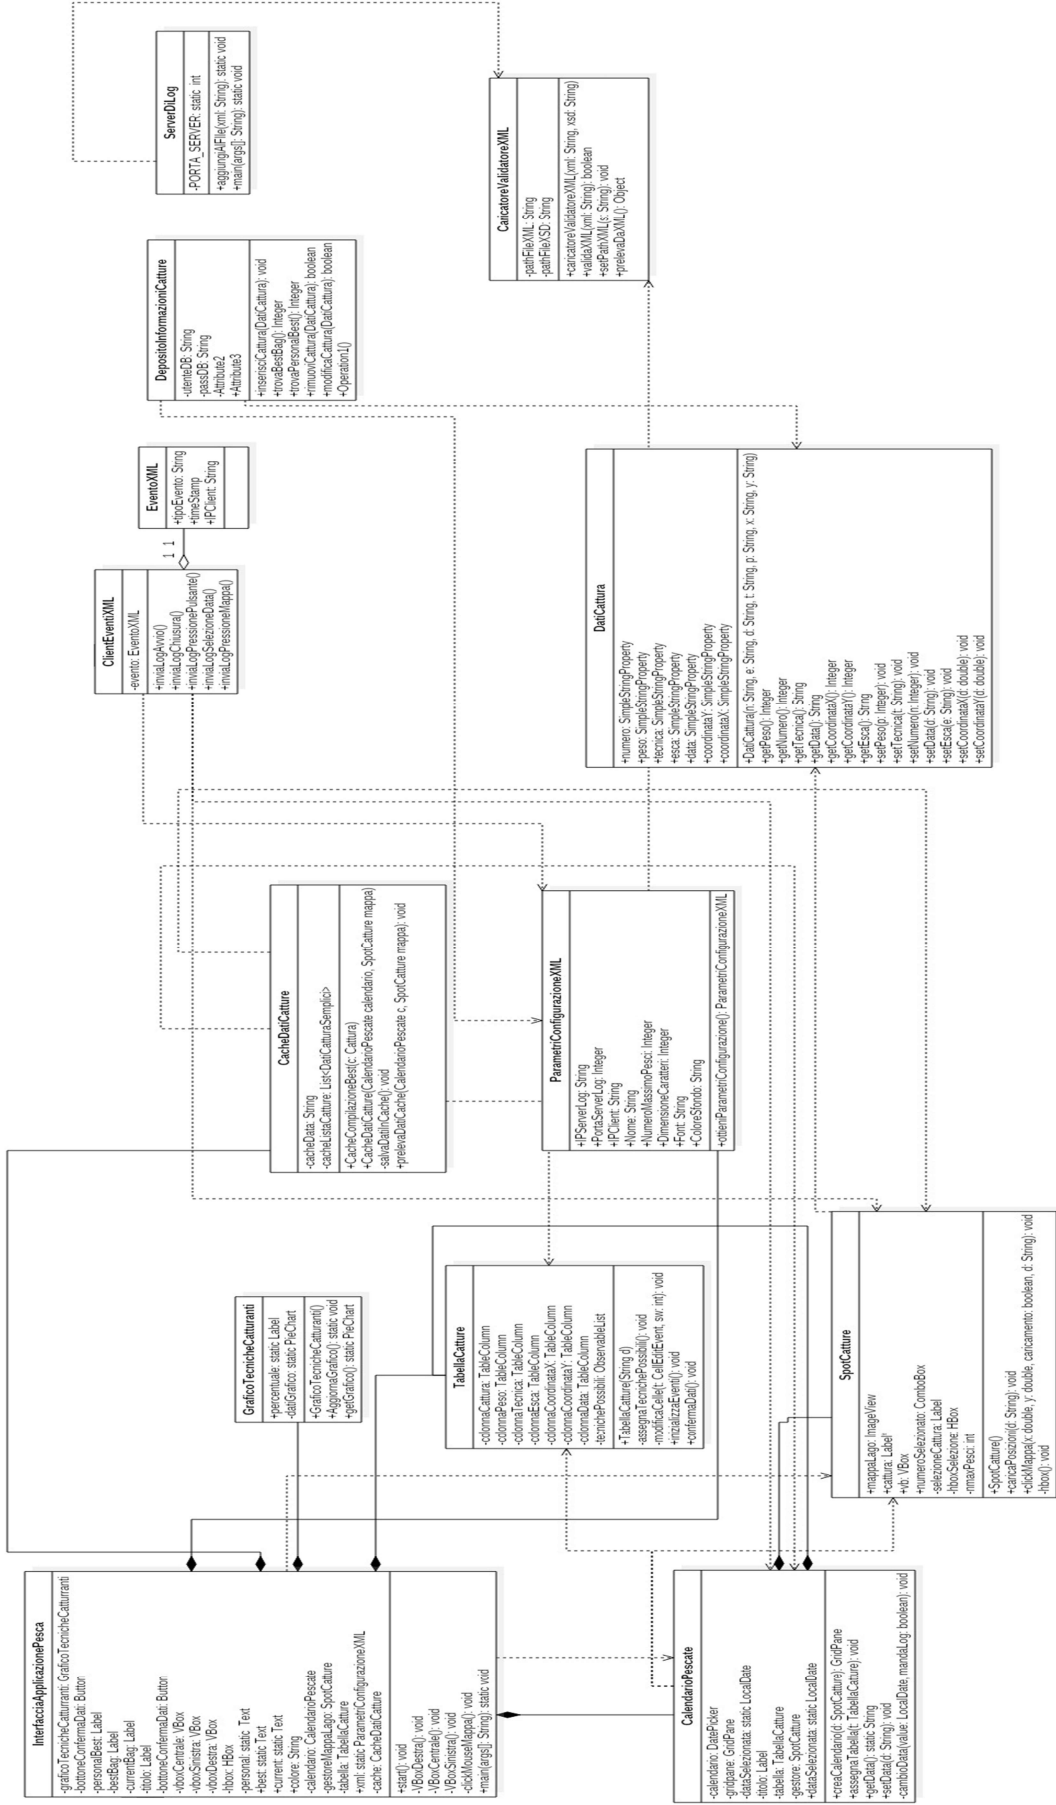 InterfacciaApplicazionePesca
-graficoTecnicheCatturanti: GraficoTecnicheCatturranti
-bottoneConfermaDati: Button
-personalBest: Label
-bestBag: Label
-currentBag: Label
-titolo: Label
-bottoneConfermaDati: Buttor
-vboxCentrale: VBox
-vboxSinistra: VBox
-vboxDestra: VBox
-hbox: HBox
-personal: static Text
+best: static Text
+current: static Text
+colore: String
-calendario: CalendarioPescate
-gestoreMappaLago: SpotCatture
-tabella: TabellaCatture
+xml: static ParametriConfigurazioneXML
-cache: CacheDatiCatture
+start(): void
-VBoxDestra(): void
-VBoxCentrale(): void
-VBoxSinistra(): void
-clickMouseMappa(): void
+main(args[]: String): static void
CalendarioPescate
-calendario: DatePicker
-gridpane: GridPane
-dataSelezionata: static LocalDate
-titolo: Label
-tabella: TabellaCatture
-gestore: SpotCatture
+dataSelezionata: static LocalDate
+creaCalendario(d: SpotCatture): GridPane
+assegnaTabella(t: TabellaCatture): void
+getData(): static String
+setData(d: String): void
-cambioData(value: LocalDate, mandaLog: boolean): void
GraficoTecnicheCatturanti
+percentuale: static Label
-datiGrafico: static PieChart
+GraficoTecnicheCatturanti()
+AggiornaGrafico(): static void
+getGrafico(): static PieChart
TabellaCatture
-colonnaCattura: TableColumn
-colonnaPeso: TableColumn
-colonnaTecnica: TableColumn
-colonnaEsca: TableColumn
-colonnaCoordinataX: TableColumn
-colonnaCoordinataY: TableColumn
-colonnaData: TableColumn
-tecnichePossibili: ObservableList
+TabellaCatture(String d)
-assegnaTecnichePossibili(): void
-modificaCelle(t: CellEditEvent, sw: int): void
+inizializzaEventi(): void
+confermaDati(): void
SpotCatture
+mappaLago: ImageView
+cattura: Label'
+vb: VBox
+numeroSelezionato: ComboBox
-selezioneCattura: Label
-hboxSelezione: HBox
-nmaxPesci: int
+SpotCatture()
+caricaPosizioni(d: String): void
+clickMappa(x: double, y: double, caricamento: boolean, d: String): void
-hbox(): void
CacheDatiCatture
-cacheData: String
-cacheListaCatture: List<DatiCatturaSemplici>
+CacheCompilazioneBest(c: Cattura)
+CacheDatiCatture(CalendarioPescate calendario, SpotCatture mappa)
-salvaDatiInCache(): void
+prelevaDatiCache(CalendarioPescate c, SpotCatture mappa): void
ParametriConfigurazioneXML
+IPServerLog: String
+PortaServerLog: Integer
+IPClient: String
+Nome: String
+NumeroMassimoPesci: Integer
+DimensioneCaratteri: Integer
+Font: String
+ColoreSfondo: String
+ottieniParametriConfigurazione(): ParametriConfigurazioneXML
ClientEventiXML
-evento: EventoXML
+inviaLogAvvio()
+inviaLogChiusura()
+inviaLogPressionePulsante()
+inviaLogSelezioneData()
+inviaLogPressioneMappa()
1 1
EventoXML
+tipoEvento: String
+timeStamp
+IPClient: String
DatiCattura
+numero: SimpleStringProperty
+peso: SimpleStringProperty
+tecnica: SimpleStringProperty
+esca: SimpleStringProperty
+data: SimpleStringProperty
+coordinataY: SimpleStringProperty
+coordinataX: SimpleStringProperty
+DatiCattura(n: String, e: String, d: String, t: String, p: String, x: String, y: String)
+getPeso(): Integer
+getNumero(): Integer
+getTecnica(): String
+getData(): String
+getCoordinataX(): Integer
+getCoordinataY(): Integer
+getEsca(): String
+setPeso(p: Integer): void
+setTecnica(t: String): void
+setNumero(n: Integer): void
+setData(d: String): void
+setEsca(e: String): void
+setCoordinataX(d: double): void
+setCoordinataY(d: double): void
DepositoInformazioniCatture
-utenteDB: String
-passDB: String
-Attribute2
+Attribute3
+inserisciCattura(DatiCattura): void
+trovaBestBag(): Integer
+trovaPersonalBest(): Integer
+rimuoviCattura(DatiCattura): boolean
+modificaCattura(DatiCattura): boolean
+Operation1()
ServerDiLog
-PORTA_SERVER: static int
+aggiungiAlFIle(xml: String): static void
+main(args[]: String): static void
CaricatoreValidatoreXML
-pathFileXML: String
-pathFileXSD: String
+caricatoreValidatoreXML(xml: String, xsd: String)
+validaXML(xml: String): boolean
+setPathXML(s: String): void
+prelevaDaXML(): Object